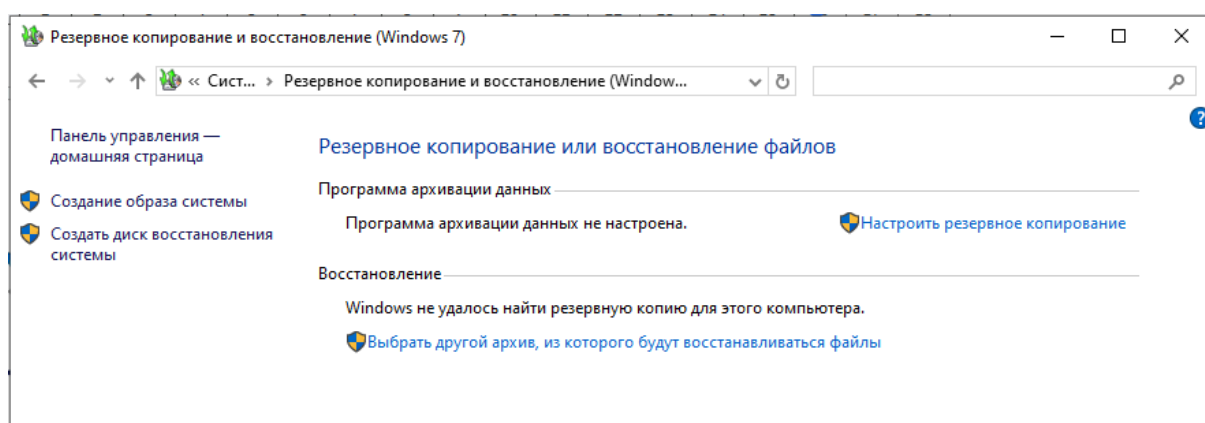 Резервное копирование и восстановление (Windows 7)
« Сист... › Резервное копирование и восстановление (Window...
Панель управления —
домашняя страница
Создание образа системы
Создать диск восстановления
системы
Резервное копирование или восстановление файлов
Программа архивации данных
Программа архивации данных не настроена.
Настроить резервное копирование
Восстановление
Windows не удалось найти резервную копию для этого компьютера.
Выбрать другой архив, из которого будут восстанавливаться файлы